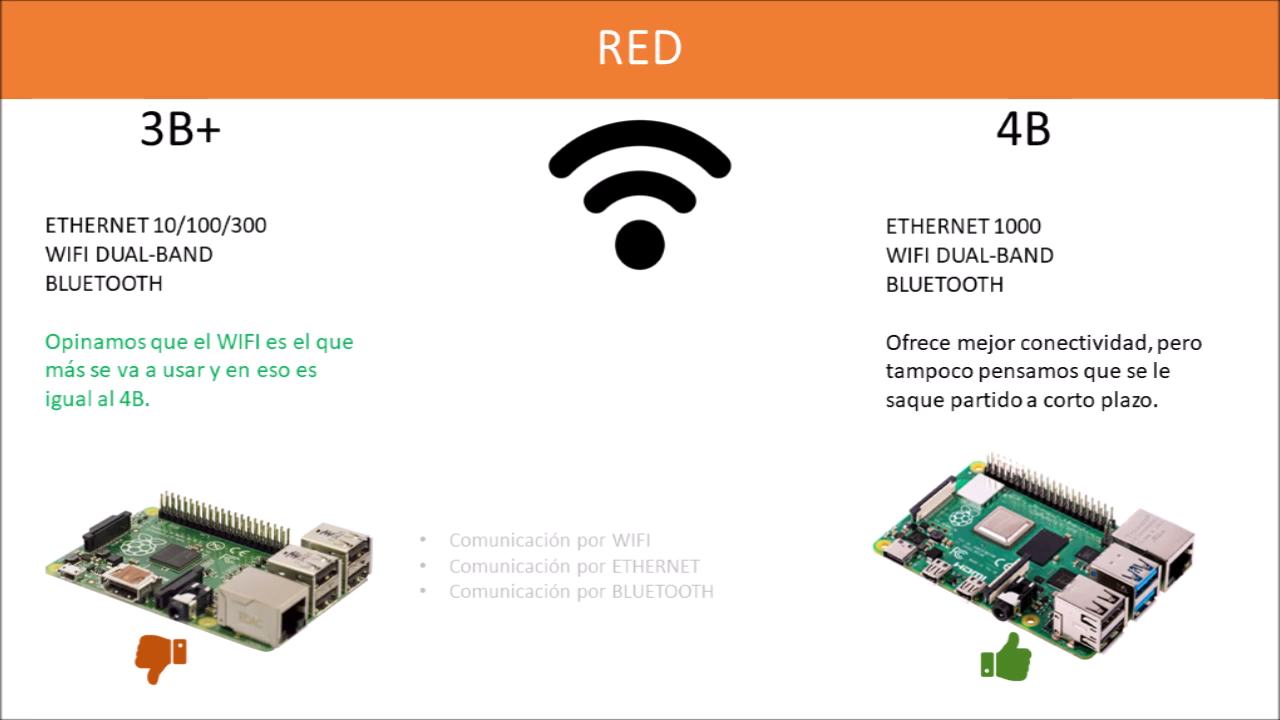 RED
3B+
4B
ETHERNET 10/100/300
WIFI DUAL-BAND
BLUETOOTH
Opinamos que el WIFI es el que
más se va a usar y en eso es
igual al 4B.
ETHERNET 1000
WIFI DUAL-BAND
BLUETOOTH
Ofrece mejor conectividad, pero
tampoco pensamos que se le
saque partido a corto plazo.
• Comunicación por WIFI
• Comunicación por ETHERNET
• Comunicación por BLUETOOTH